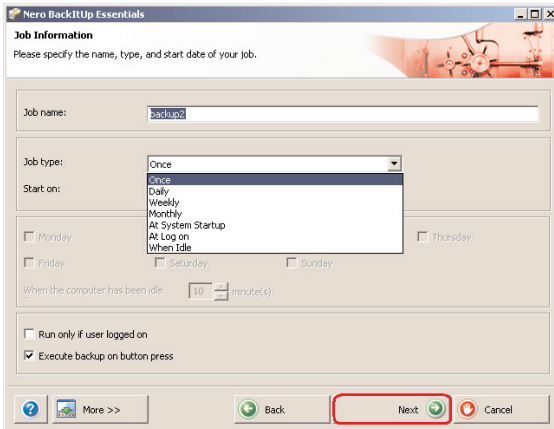 Nero BackItUp Essentials
Job Information
Please specify the name, type, and start date of your job.
Job name:
backup2
Job type:
Once
Start on:
Once
Daily
Weekly
Monthly
At System Startup
At Log on
When Idle
Monday
Thursday
Friday
Saturday
Sunday
When the computer has been idle 10 minute(s)
Run only if user logged on
Execute backup on button press
More >>
Back
Next
Cancel